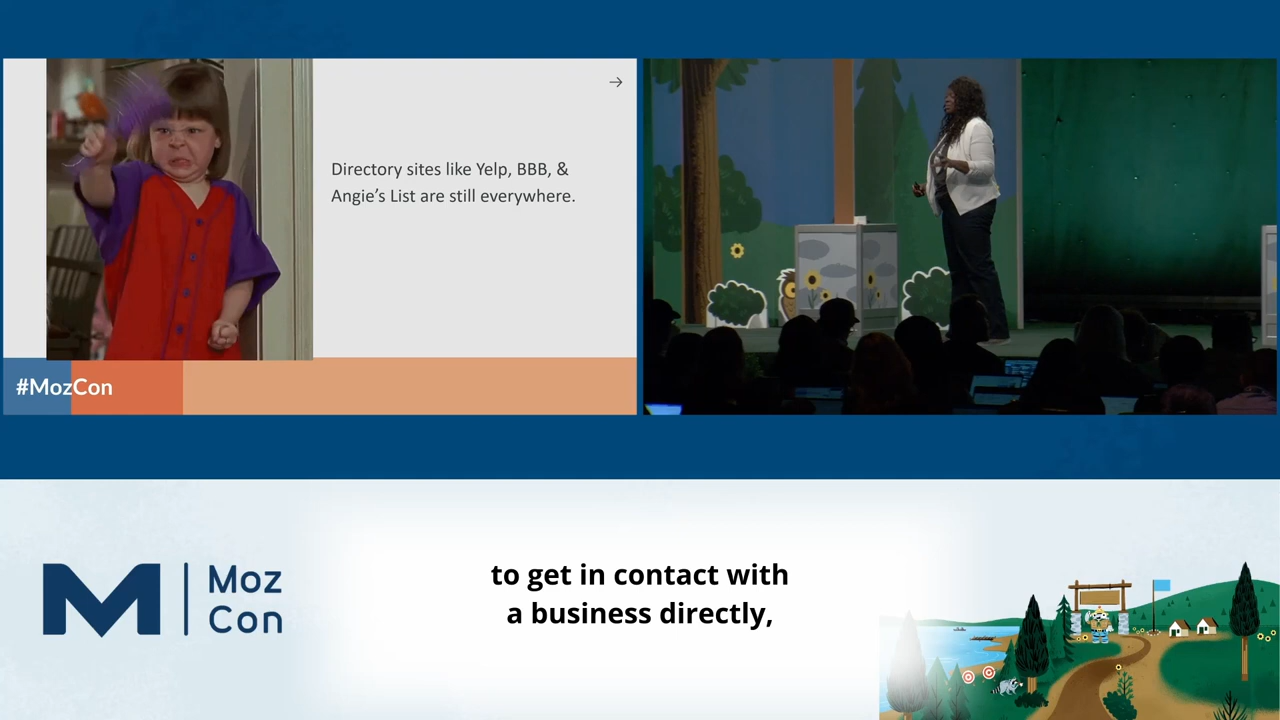 →
Directory sites like Yelp, BBB, &
Angie’s List are still everywhere.
#MozCon
M | Moz
Con
to get in contact with
a business directly,